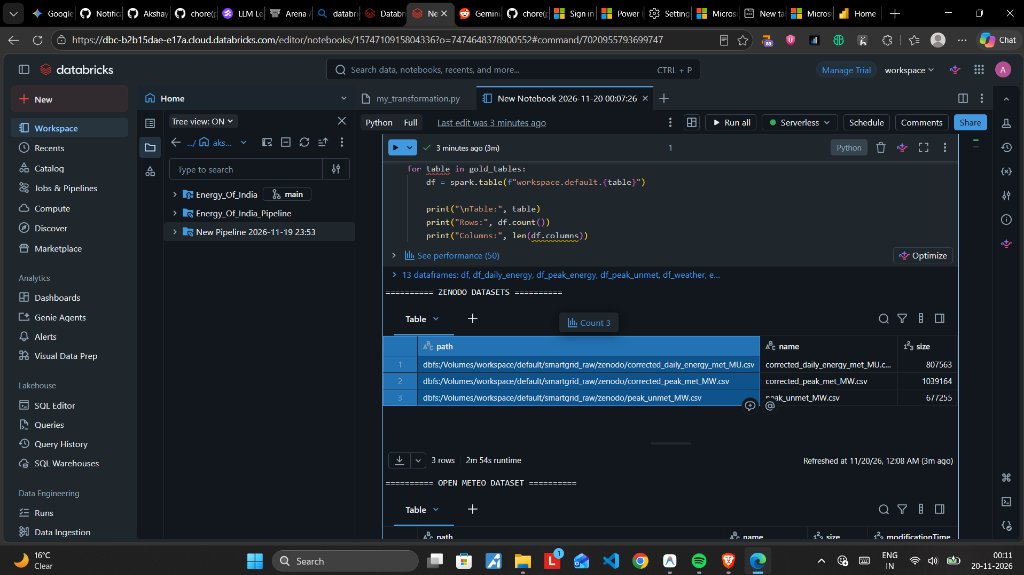 Googl
Notific
Akshay
chore(
LLM Le
Arena
databri
Datab
Ne
Gemin
chore(g
Sign in
Power
Setting
Micros
New ta
Micros
Home
https://dbc-b2b15dae-e17a.cloud.databricks.com/editor/notebooks/1574710915804336?o=7474648378900552#command/7020955793699747
Chat
databricks
Search data, notebooks, recents, and more...
CTRL + P
Manage Trial
workspace
A
New
Home
my_transformation.py
New Notebook 2026-11-20 00:07:26
Workspace
Recents
Catalog
Jobs & Pipelines
Compute
Discover
Marketplace
Analytics
Dashboards
Genie Agents
Alerts
Visual Data Prep
Lakehouse
SQL Editor
Queries
Query History
SQL Warehouses
Data Engineering
Runs
Data Ingestion
Tree view: ON
.../ aks...
Type to search
Energy_Of_India main
Energy_Of_India_Pipeline
New Pipeline 2026-11-19 23:53
Python Full Last edit was 3 minutes ago
Run all
Serverless
Schedule
Comments
Share
3 minutes ago (3m)
1
Python
for table in gold_tables:
df = spark.table(f"workspace.default.{table}")
print("\nTable:", table)
print("Rows:", df.count())
print("Columns:", len(df.columns))
See performance (50)
Optimize
13 dataframes: df, df_daily_energy, df_peak_energy, df_peak_unmet, df_weather, e...
========== ZENODO DATASETS ==========
Table
Count 3
path name size
1 dbfs:/Volumes/workspace/default/smartgrid_raw/zenodo/corrected_daily_energy_met_MU.csv corrected_daily_energy_met_MU.c... 807563
2 dbfs:/Volumes/workspace/default/smartgrid_raw/zenodo/corrected_peak_met_MW.csv corrected_peak_met_MW.csv 1039164
3 dbfs:/Volumes/workspace/default/smartgrid_raw/zenodo/peak_unmet_MW.csv peak_unmet_MW.csv 677255
3 rows 2m 54s runtime
Refreshed at 11/20/26, 12:08 AM (3m ago)
========== OPEN METEO DATASET ==========
Table
path name size modificationTime
16°C
Clear
Search
1
ENG
IN
00:11
20-11-2026